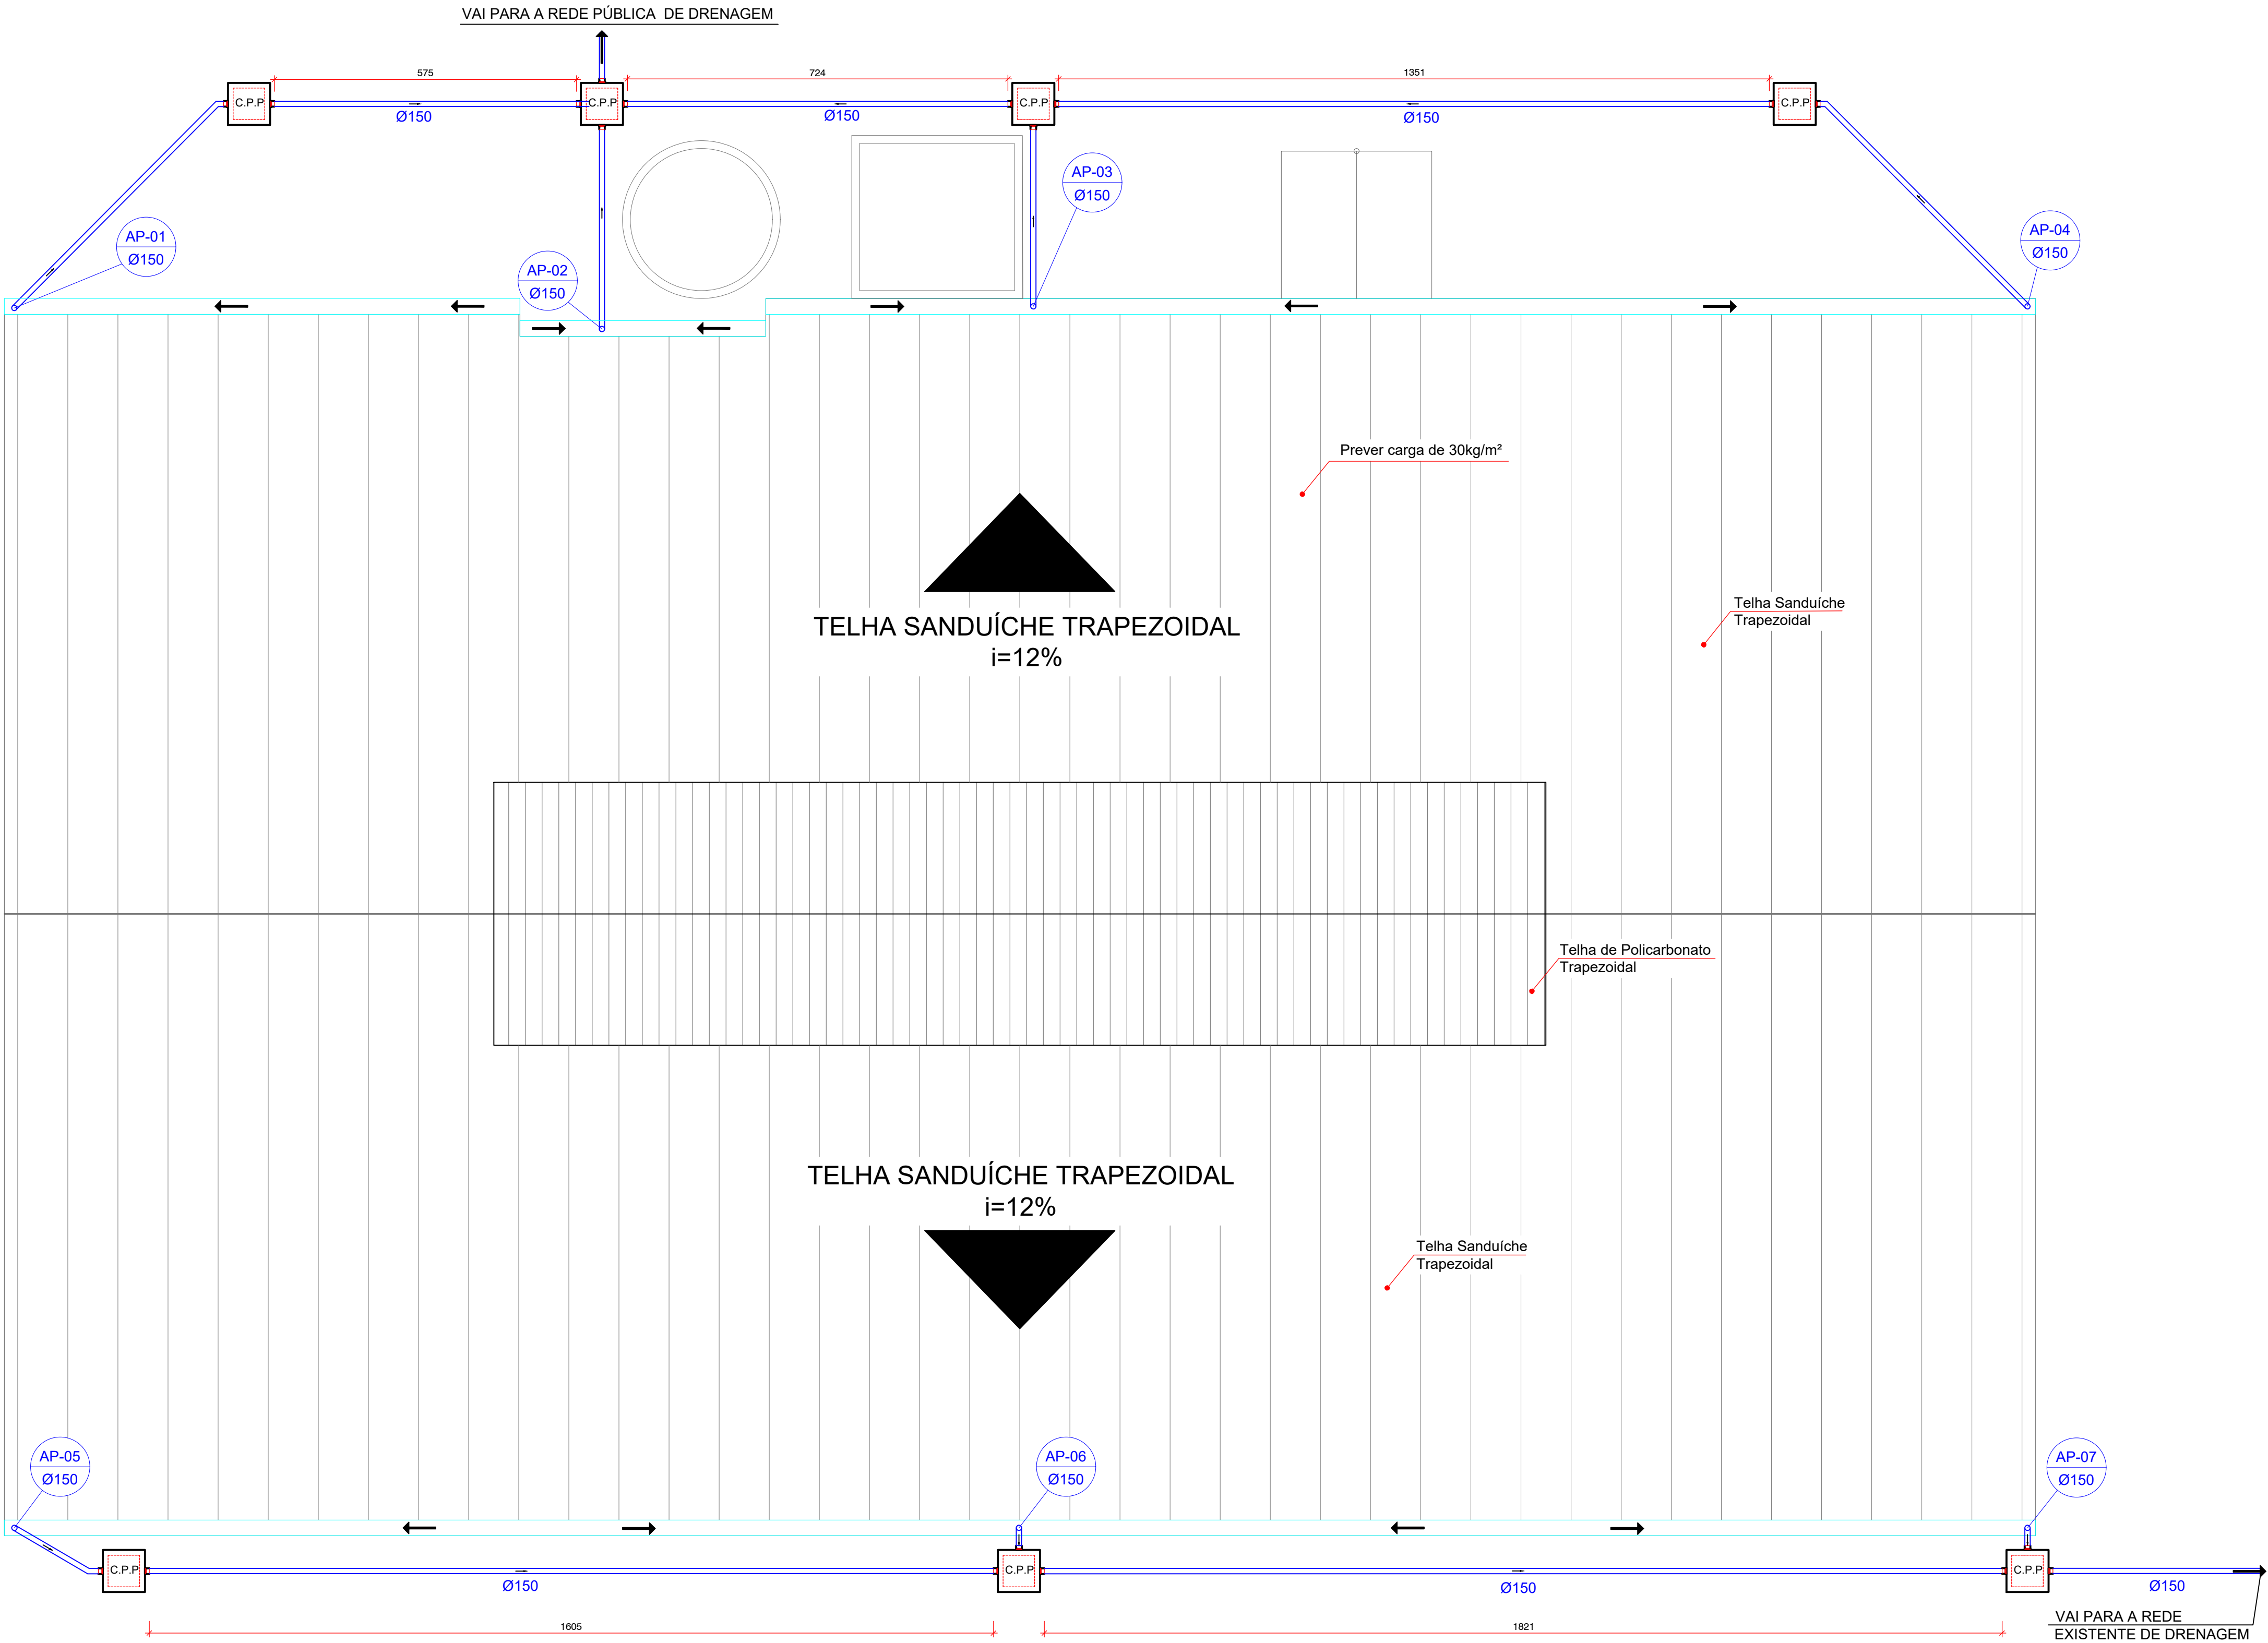 VAI PARA A REDE PÚBLICA  DE DRENAGEM
575
724
1351
C.P.P
C.P.P
C.P.P
C.P.P
Ø150
Ø150
Ø150
AP-03
Ø150
AP-01
Ø150
AP-04
Ø150
AP-02
Ø150
Prever carga de 30kg/m²
Telha Sanduíche
Trapezoidal
TELHA SANDUÍCHE TRAPEZOIDAL
i=12%
Telha de Policarbonato
Trapezoidal
TELHA SANDUÍCHE TRAPEZOIDAL
i=12%
Telha Sanduíche
Trapezoidal
AP-05
Ø150
AP-06
Ø150
AP-07
Ø150
C.P.P
C.P.P
C.P.P
Ø150
Ø150
Ø150
1605
1821
VAI PARA A REDE
EXISTENTE DE DRENAGEM